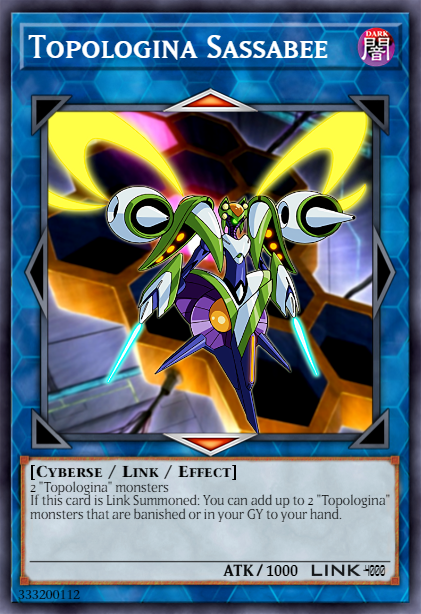 Topologina Sassabee
DARK
闇
[Cyberse / Link / Effect]
2 "Topologina" monsters
If this card is Link Summoned: You can add up to 2 "Topologina"
monsters that are banished or in your GY to your hand.
ATK / 1000 LINK-4000
333200112